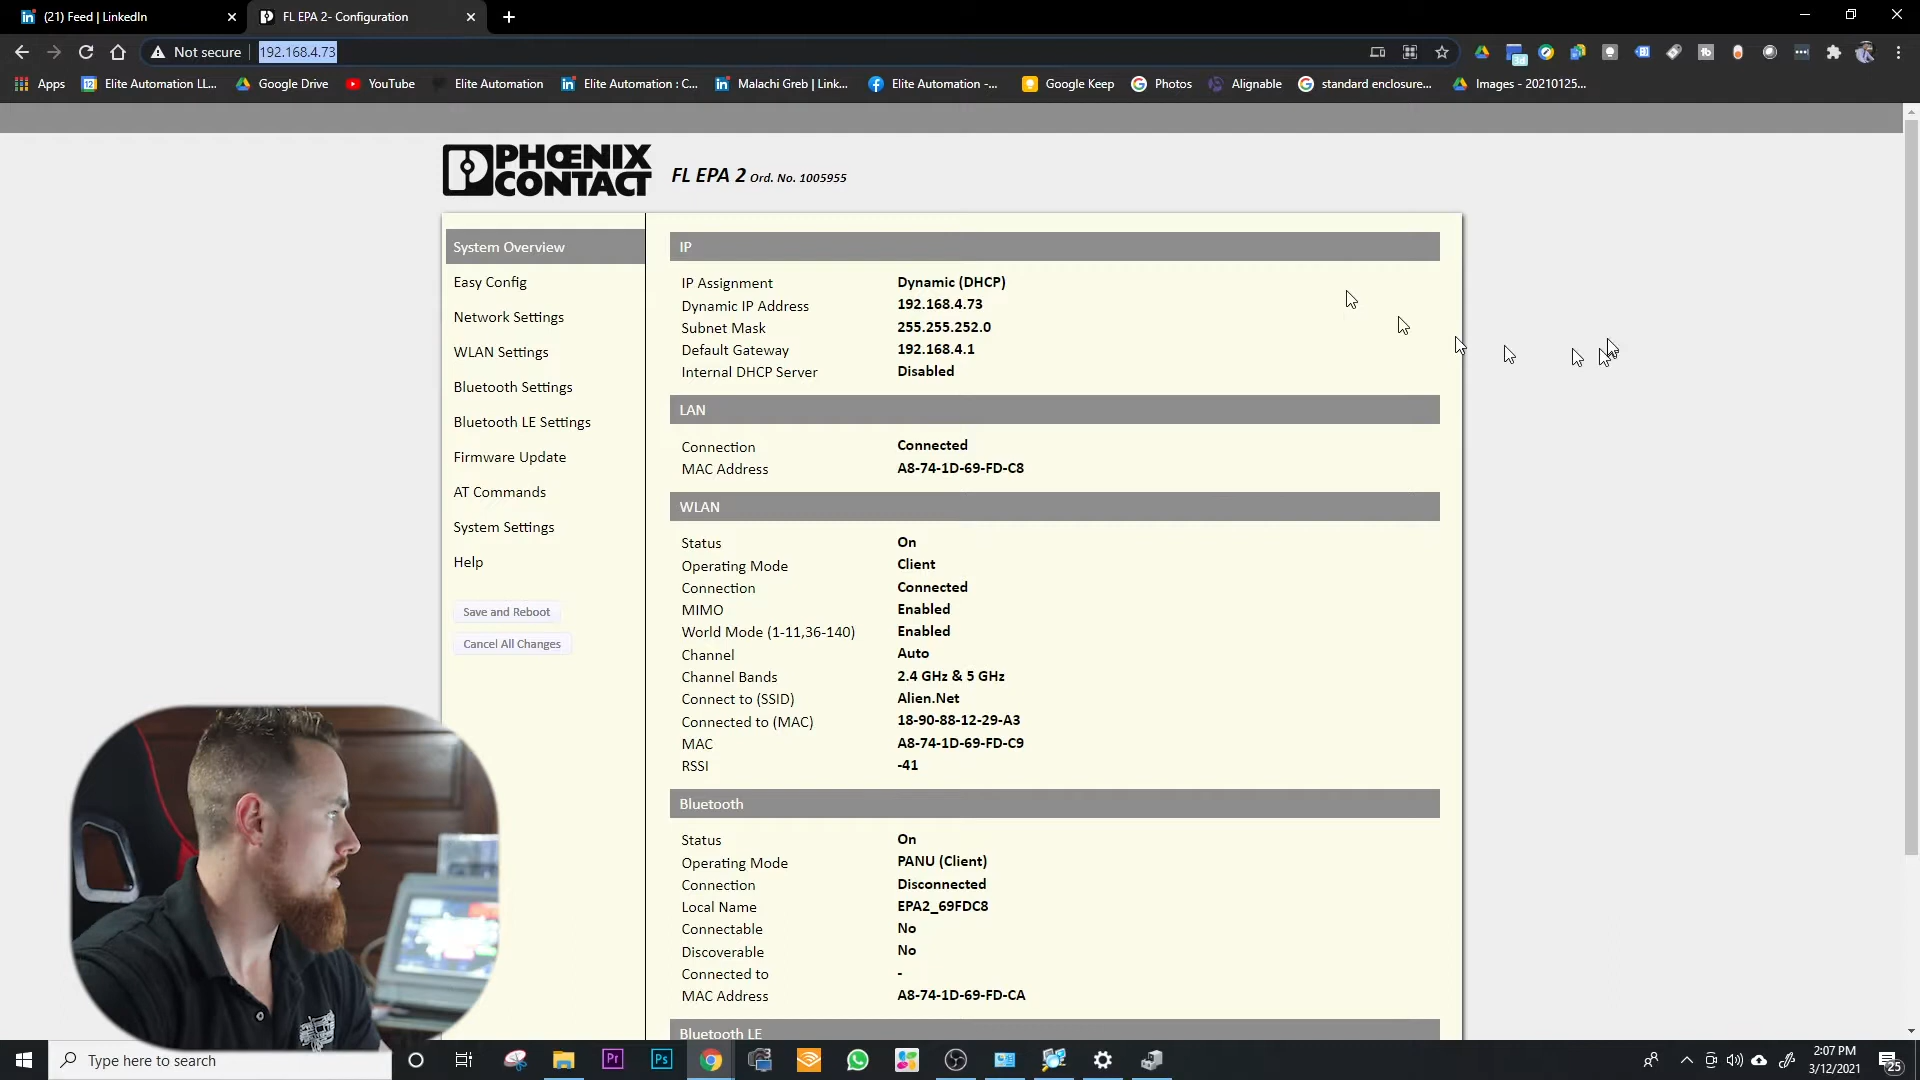 (21) Feed | LinkedIn
FL EPA 2- Configuration
Not secure
192.168.4.73
Apps
Elite Automation LL...
Google Drive
YouTube
Elite Automation
Elite Automation : C...
Malachi Greb | Link...
Elite Automation -...
Google Keep
Photos
Alignable
standard enclosure...
Images - 20210125...
PHŒNIX
CONTACT
FL EPA 2 Ord. No. 1005955
System Overview
Easy Config
Network Settings
WLAN Settings
Bluetooth Settings
Bluetooth LE Settings
Firmware Update
AT Commands
System Settings
Help
Save and Reboot
Cancel All Changes
IP
IP Assignment Dynamic (DHCP)
Dynamic IP Address 192.168.4.73
Subnet Mask 255.255.252.0
Default Gateway 192.168.4.1
Internal DHCP Server Disabled
LAN
Connection Connected
MAC Address A8-74-1D-69-FD-C8
WLAN
Status On
Operating Mode Client
Connection Connected
MIMO Enabled
World Mode (1-11,36-140) Enabled
Channel Auto
Channel Bands 2.4 GHz & 5 GHz
Connect to (SSID) Alien.Net
Connected to (MAC) 18-90-88-12-29-A3
MAC A8-74-1D-69-FD-C9
RSSI -41
Bluetooth
Status On
Operating Mode PANU (Client)
Connection Disconnected
Local Name EPA2_69FDC8
Connectable No
Discoverable No
Connected to -
MAC Address A8-74-1D-69-FD-CA
Bluetooth LE
Type here to search
Pr
Ps
2:07 PM
3/12/2021
25